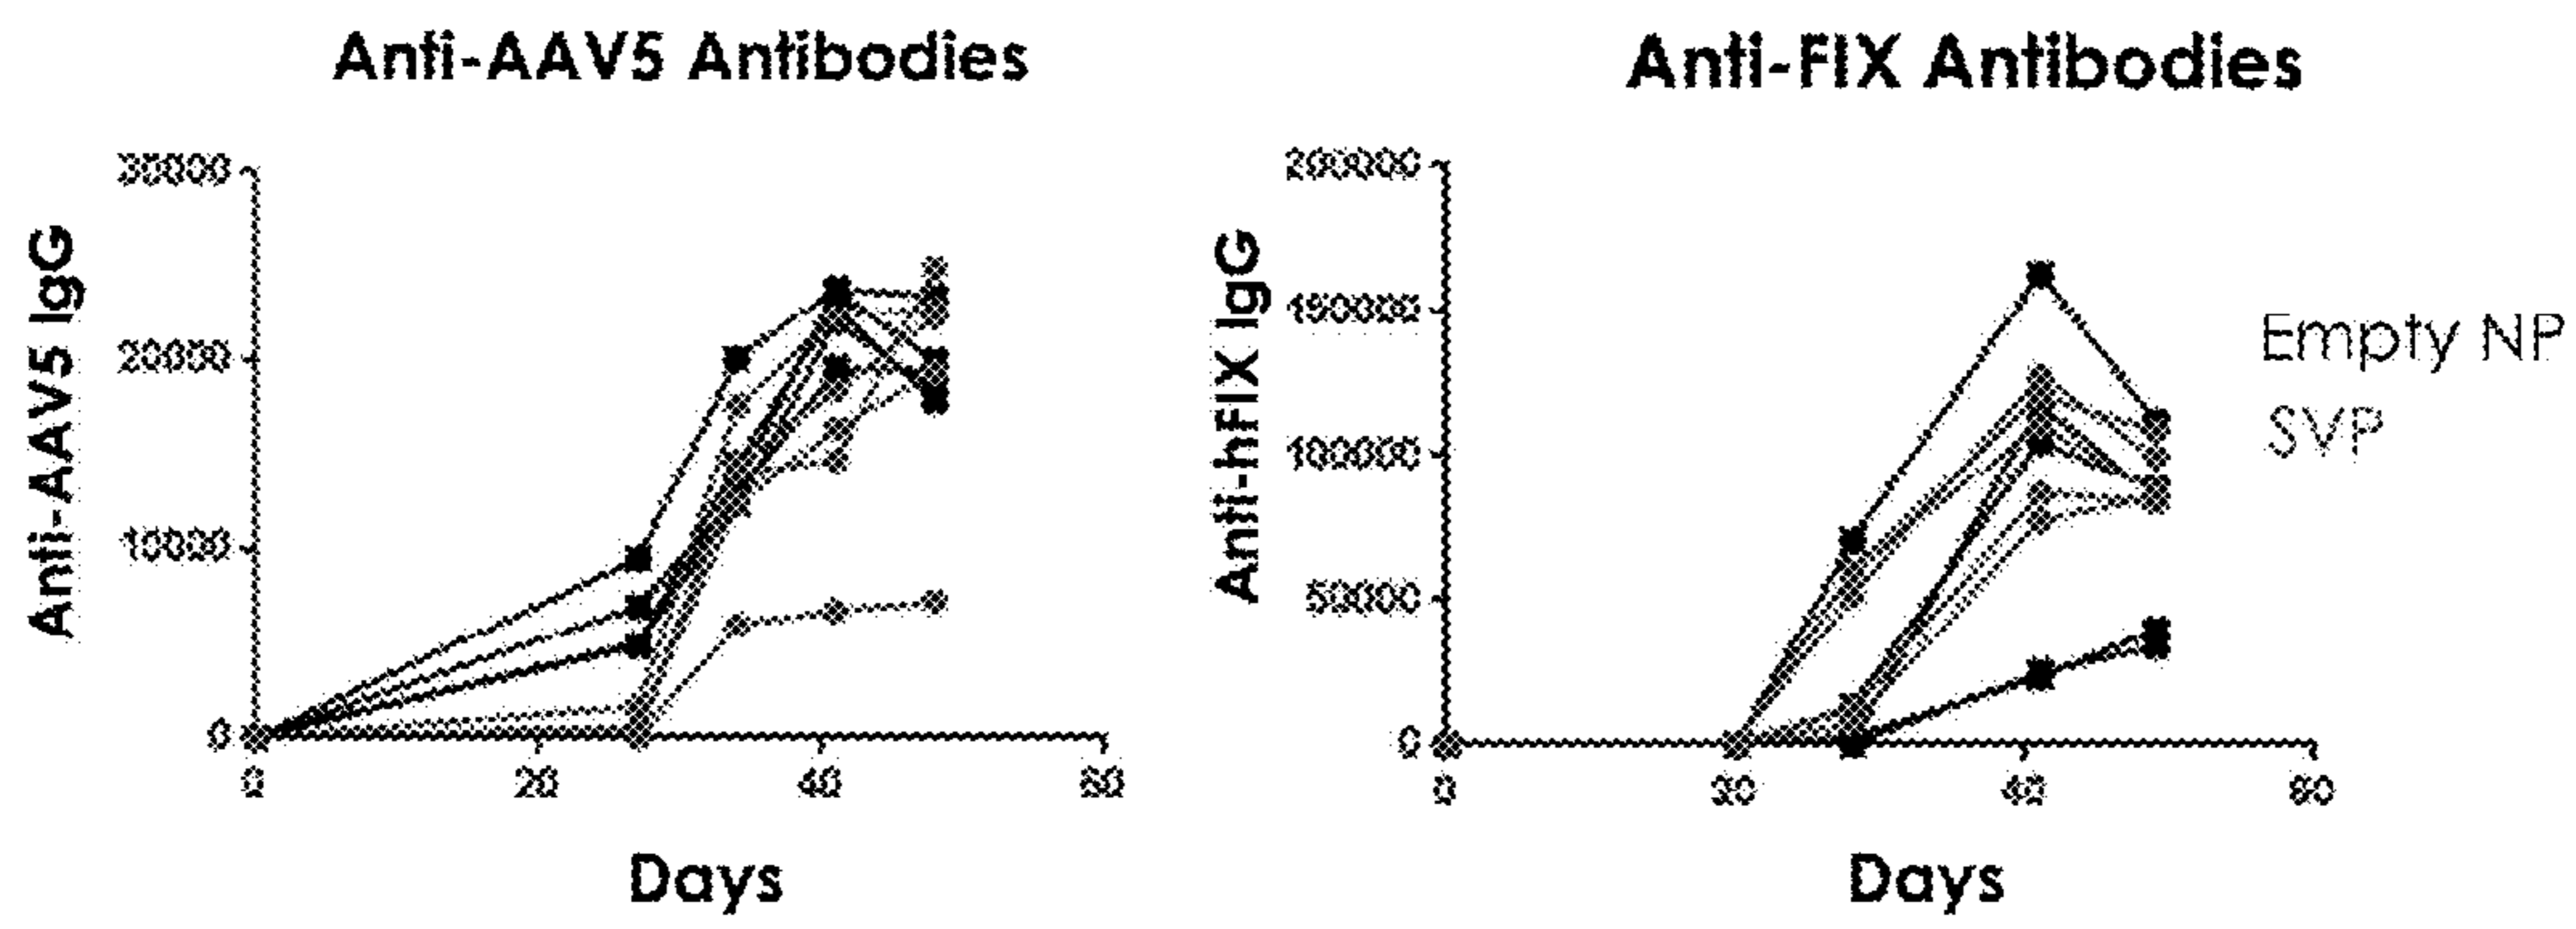 Anti-AAV5 Antibodies
Anti-AAV5 IgG
30000
20000
10000
0
0
20
40
60
Days
Anti-FIX Antibodies
Anti-hFIX IgG
200000
150000
100000
50000
0
0
20
40
60
Days
Empty NP
SVP